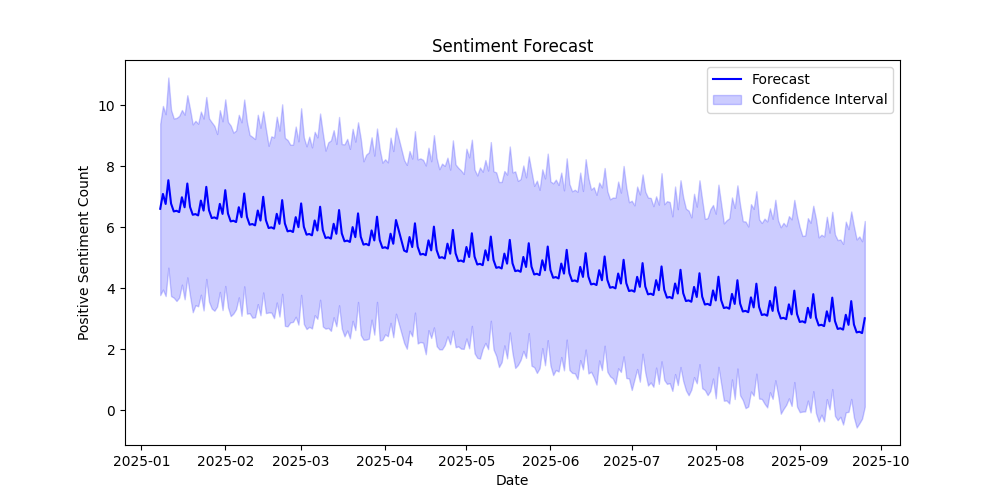 Sentiment Forecast
Forecast
Confidence Interval
Positive Sentiment Count
10
8
6
4
2
0
2025-01 2025-02 2025-03 2025-04 2025-05 2025-06 2025-07 2025-08 2025-09 2025-10
Date